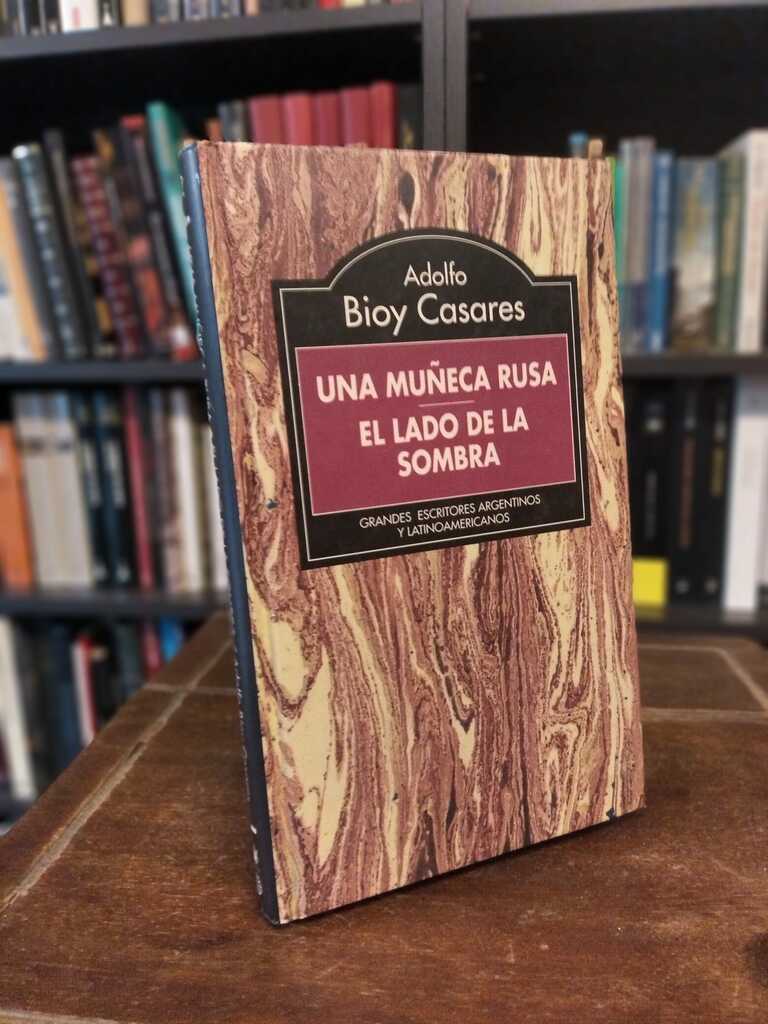 Adolfo
Bioy Casares
UNA MUÑECA RUSA
EL LADO DE LA
SOMBRA
GRANDES ESCRITORES ARGENTINOS
Y LATINOAMERICANOS